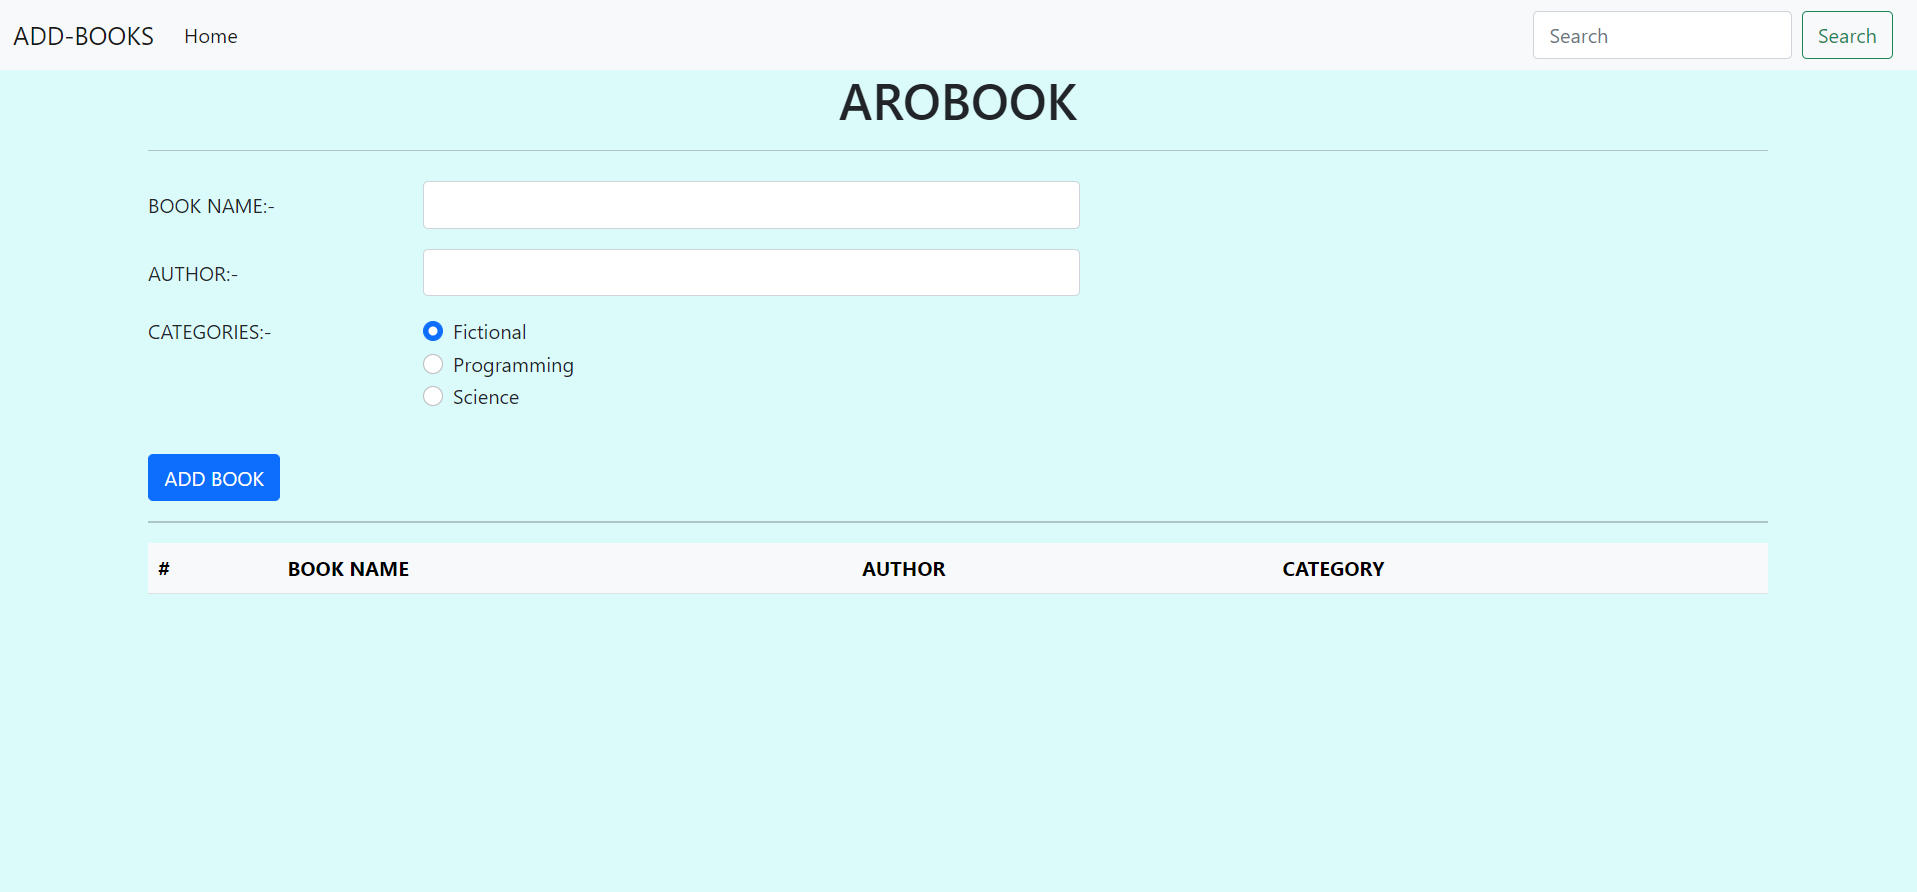 ADD-BOOKS Home Search Search
AROBOOK
BOOK NAME:-
AUTHOR:-
CATEGORIES:- Fictional
Programming
Science
ADD BOOK
# BOOK NAME AUTHOR CATEGORY